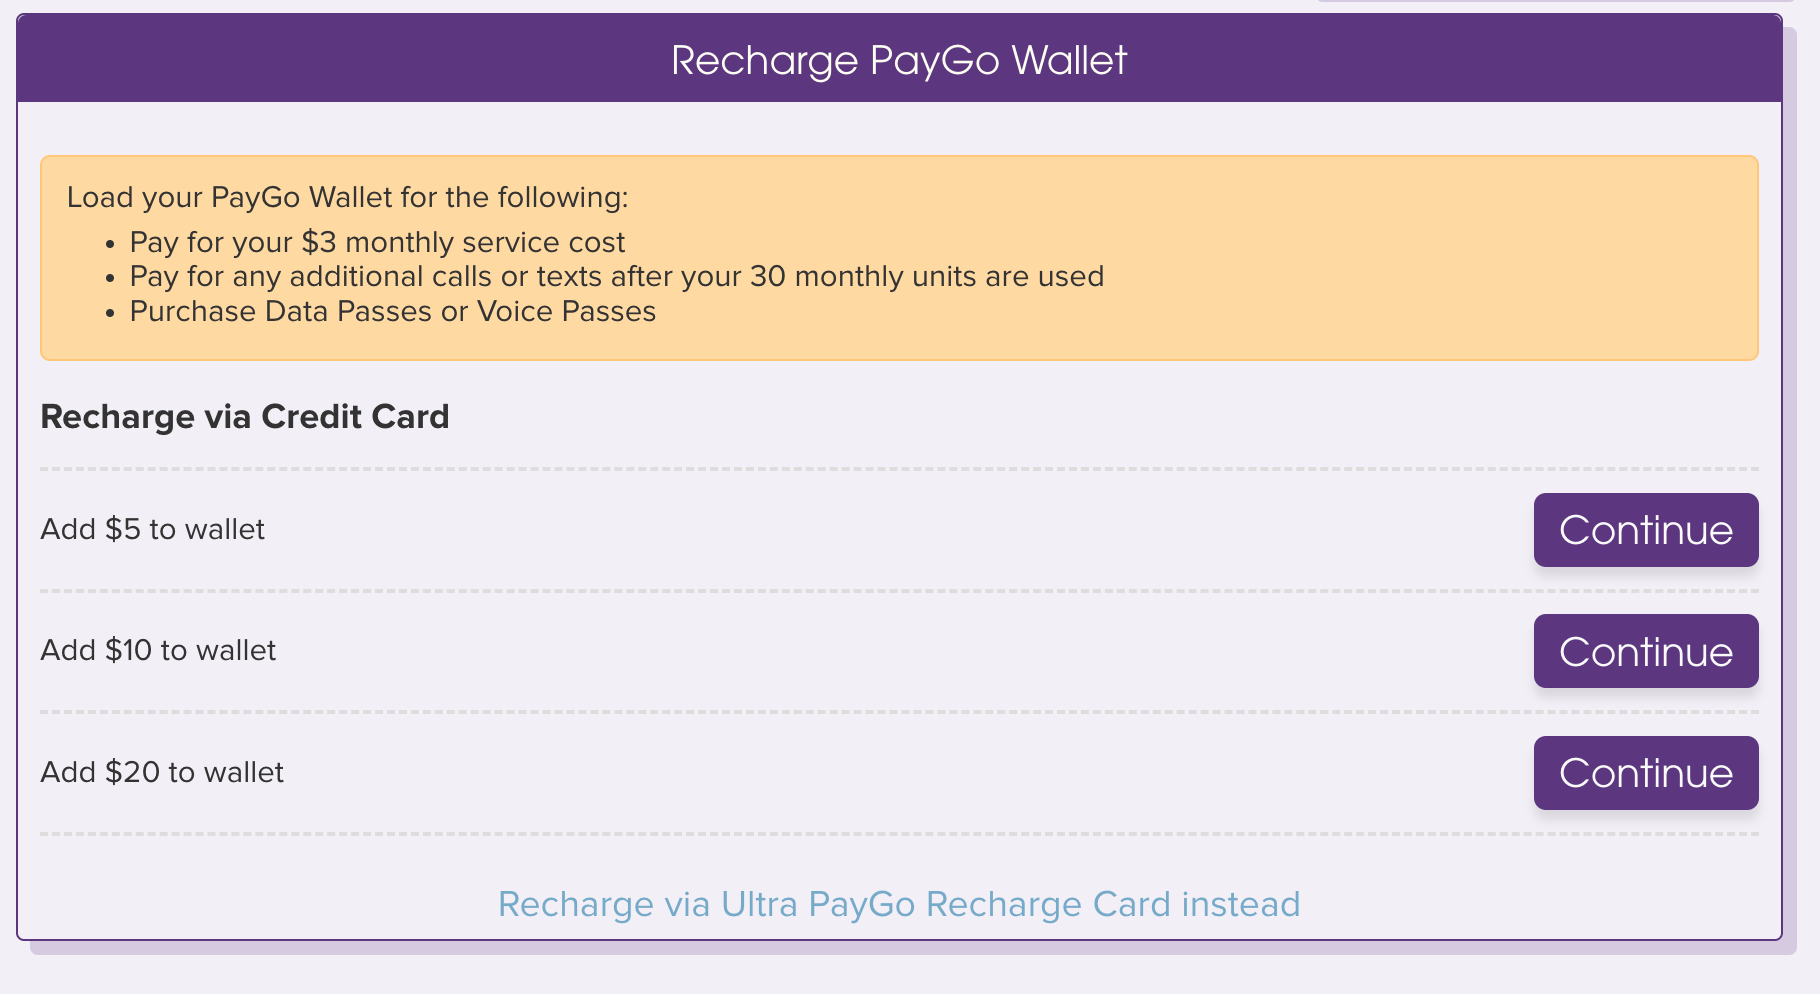 Recharge PayGo Wallet
Load your PayGo Wallet for the following:
• Pay for your $3 monthly service cost
• Pay for any additional calls or texts after your 30 monthly units are used
• Purchase Data Passes or Voice Passes
Recharge via Credit Card
Add $5 to wallet
Continue
Add $10 to wallet
Continue
Add $20 to wallet
Continue
Recharge via Ultra PayGo Recharge Card instead